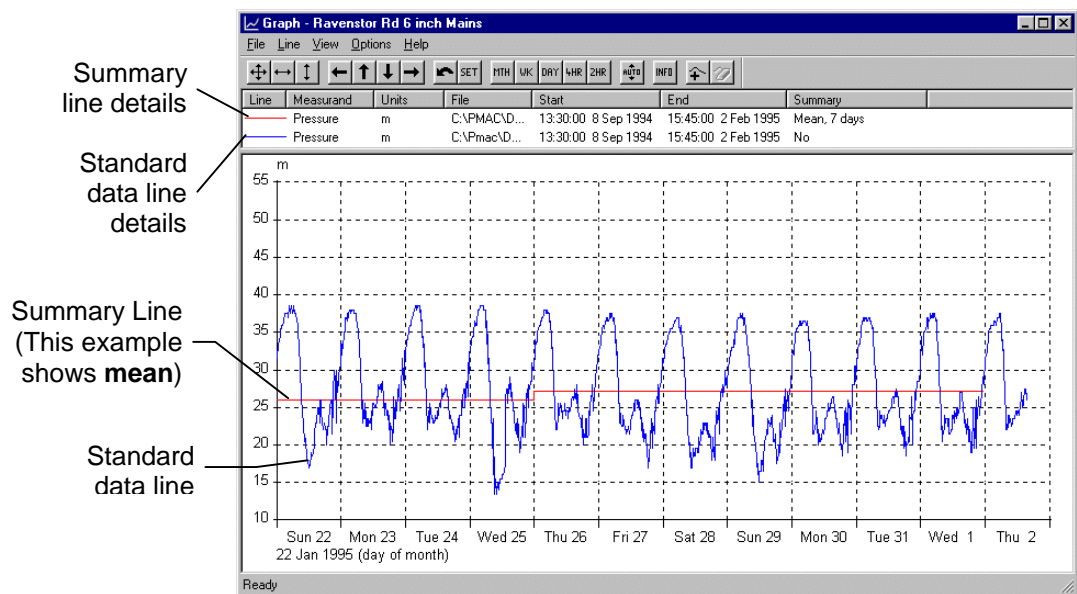 Graph - Ravenstor Rd 6 inch Mains
File Line View Options Help
SET MTH WK DAY 4HR 2HR AUTO INFO
Line Measurand Units File Start End Summary
Pressure m C:\PMAC\D... 13:30:00 8 Sep 1994 15:45:00 2 Feb 1995 Mean, 7 days
Pressure m C:\Pmac\D... 13:30:00 8 Sep 1994 15:45:00 2 Feb 1995 No
Summary
line details
Standard
data line
details
Summary Line
(This example
shows mean)
Standard
data line
m
55
50
45
40
35
30
25
20
15
10
Sun 22 Mon 23 Tue 24 Wed 25 Thu 26 Fri 27 Sat 28 Sun 29 Mon 30 Tue 31 Wed 1 Thu 2
22 Jan 1995 (day of month)
Ready